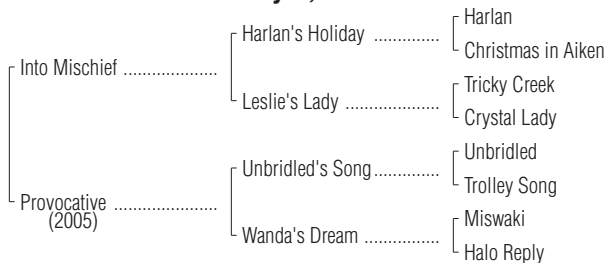 Harlan
Harlan's Holiday ..............
Christmas in Aiken
Into Mischief ....................
Tricky Creek
Leslie's Lady ....................
Crystal Lady
Unbridled
Unbridled's Song..............
Trolley Song
Provocative ......................
(2005)
Miswaki
Wanda's Dream ................
Halo Reply